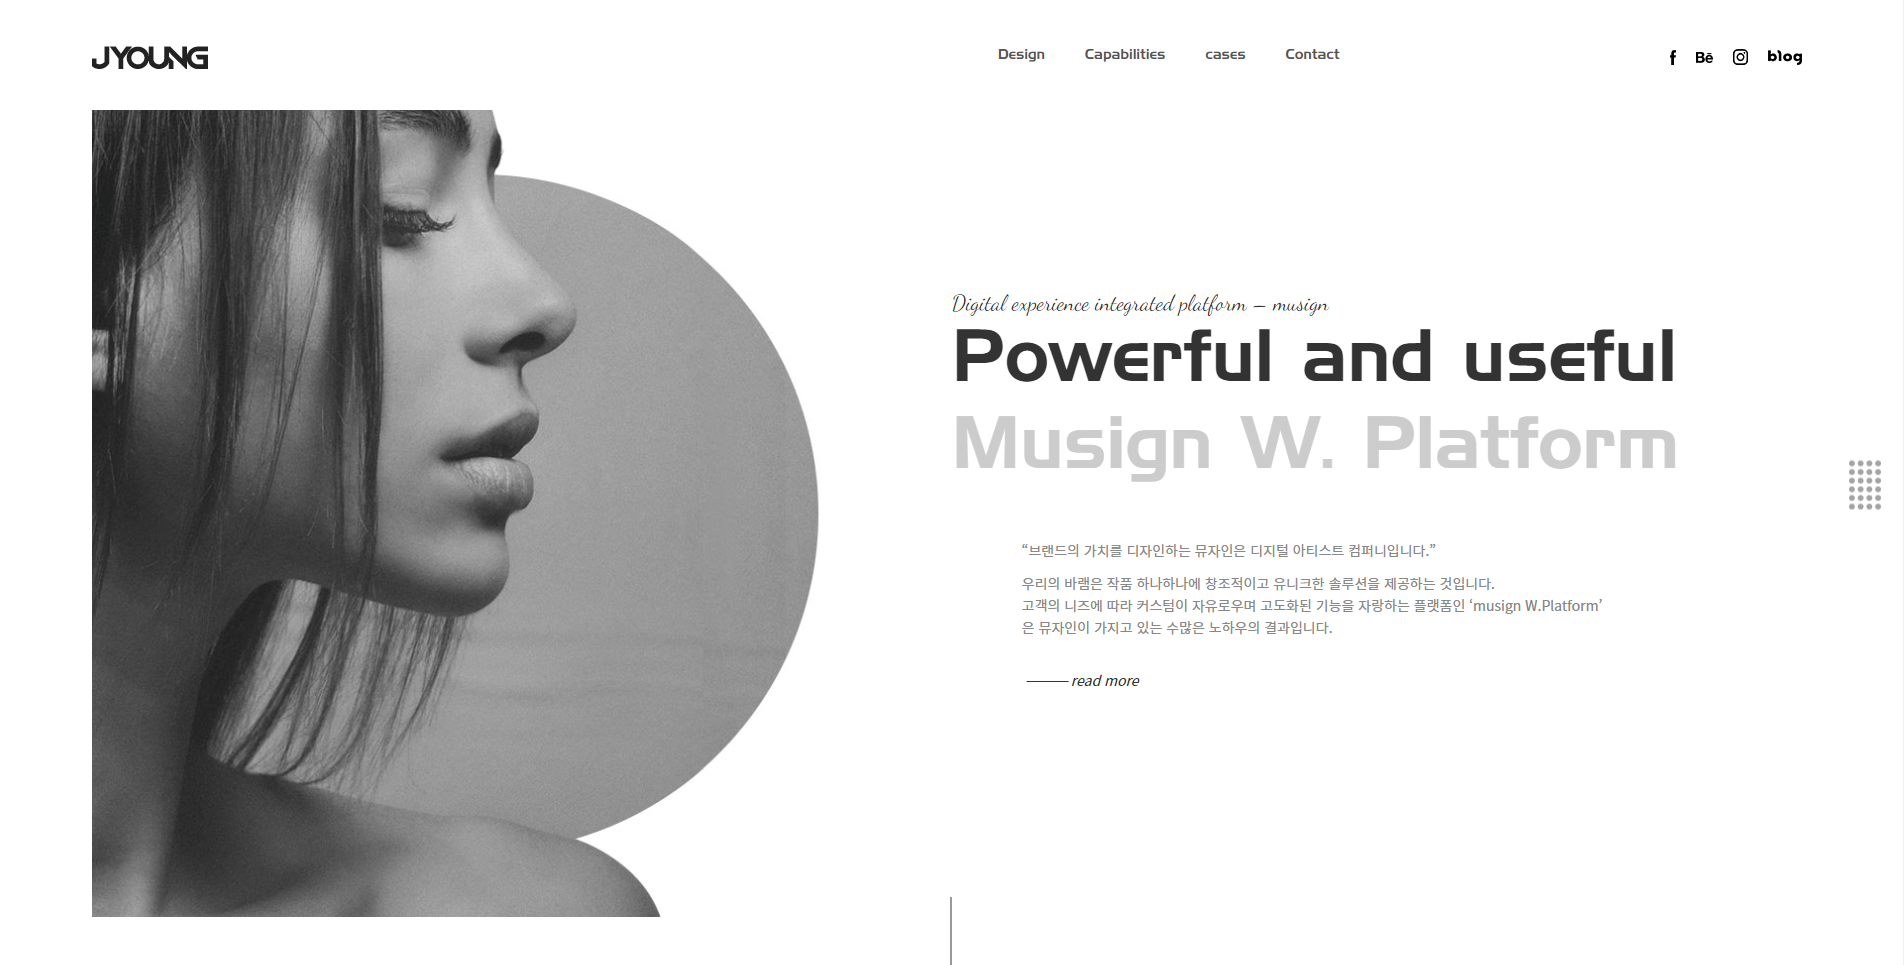 JYOUNG
Design Capabilities cases Contact
f Bē blog
Digital experience integrated platform – musign
Powerful and useful
Musign W. Platform
“브랜드의 가치를 디자인하는 뮤자인은 디지털 아티스트 컴퍼니입니다.”
우리의 바램은 작품 하나하나에 창조적이고 유니크한 솔루션을 제공하는 것입니다.
고객의 니즈에 따라 커스텀이 자유로우며 고도화된 기능을 자랑하는 플랫폼인 ‘musign W.Platform’
은 뮤자인이 가지고 있는 수많은 노하우의 결과입니다.
read more